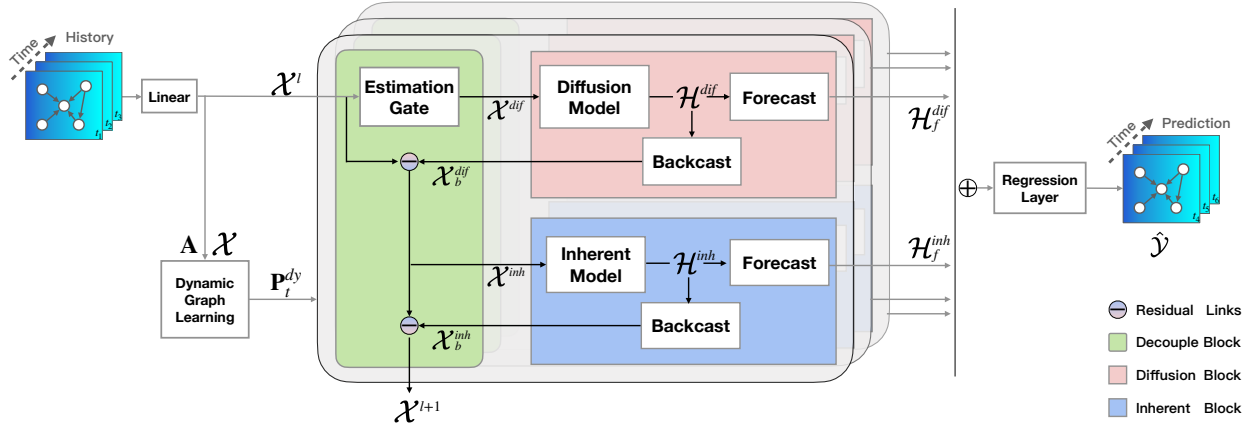 Time
History
t₁
t₂
t₃
Linear
𝒳^l
A 𝒳
Dynamic
Graph
Learning
P_t^{dy}
Estimation
Gate
𝒳^{dif}
Diffusion
Model
ℋ^{dif}
Forecast
Backcast
𝒳_b^{dif}
ℋ_f^{dif}
𝒳^{inh}
Inherent
Model
ℋ^{inh}
Forecast
Backcast
𝒳_b^{inh}
ℋ_f^{inh}
𝒳^{l+1}
Regression
Layer
Time
Prediction
t₄
t₅
t₆
𝒴̂
Residual Links
Decouple Block
Diffusion Block
Inherent Block